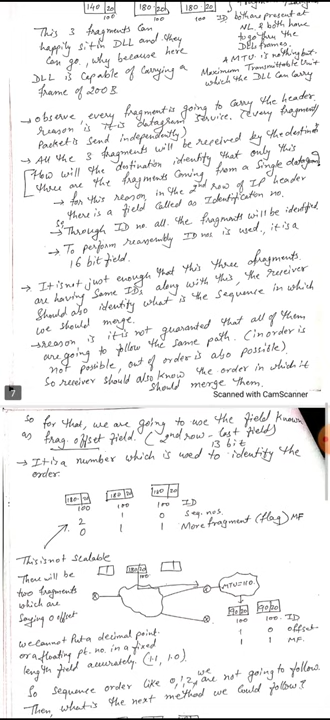 140 20 180 20 180 20
100 100 ID both are present at
NL & both have
to go thru the
DLL frames.
This 3 fragments can
happily sit in DLL and they
can go, why because here
DLL is capable of carrying a
frame of 200 B.
MTU is nothing but
Maximum Transmittable Unit
which the DLL can carry
→ observe, every fragment is going to carry the header
reason is it is datagram service. (every fragment/
packet is send independently)
→ All the 3 fragments will be received by the destinati
How will the distination identify that only this
three are the fragments coming from a single datagram
→ for this reason in the 2nd row of IP header
there is a field called as Identification no.
So
→ Through ID no. all the fragments will be identified
→ To perform reassembly ID no is used, it is a
16 bit field.
→ It is not just enough that this three fragments
are having same IDs along with this, the receiver
should also identify what is the sequence in which
we should merge.
→ reason is it is not guaranteed that all of them
are going to follow the same path. (inorder is
not possible, out of order is also possible).
So receiver should also know the order in which it
should merge them.
7
Scanned with CamScanner
So for that, we are going to use the field known
as frag. offset field. (2nd row - last field)
13 bit
→ It is a number which is used to identify the
order.
180 20 180 20 180 20
100 100 100 ID
2 1 0 Seq. nos.
0 1 1 More fragment (flag) MF
This is not scalable
There will be
two fragments
which are
saying 0 offset
180 20
100
MTU=110.
90 20 90 20
100 100 ID
1 0 offset
1 1 MF.
we cannot put a decimal point
or a floating pt. no. in a fixed
length field accurately. (1.1, 1.0).
So sequence order like 0, 1, 2, we are not going to follow.
Then, what is the next method we could follow?